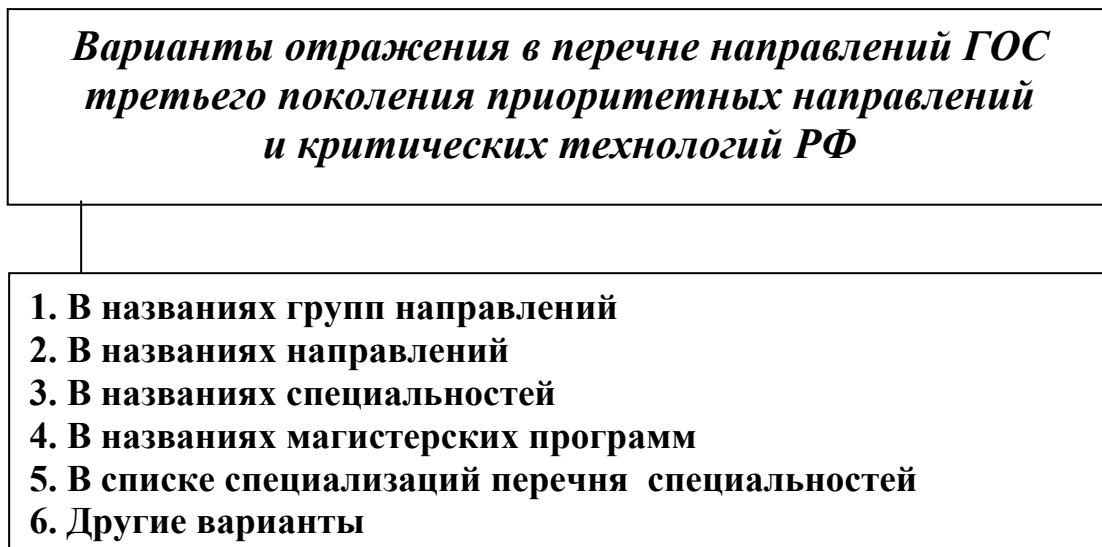 Варианты отражения в перечне направлений ГОС
третьего поколения приоритетных направлений
и критических технологий РФ
1. В названиях групп направлений
2. В названиях направлений
3. В названиях специальностей
4. В названиях магистерских программ
5. В списке специализаций перечня специальностей
6. Другие варианты